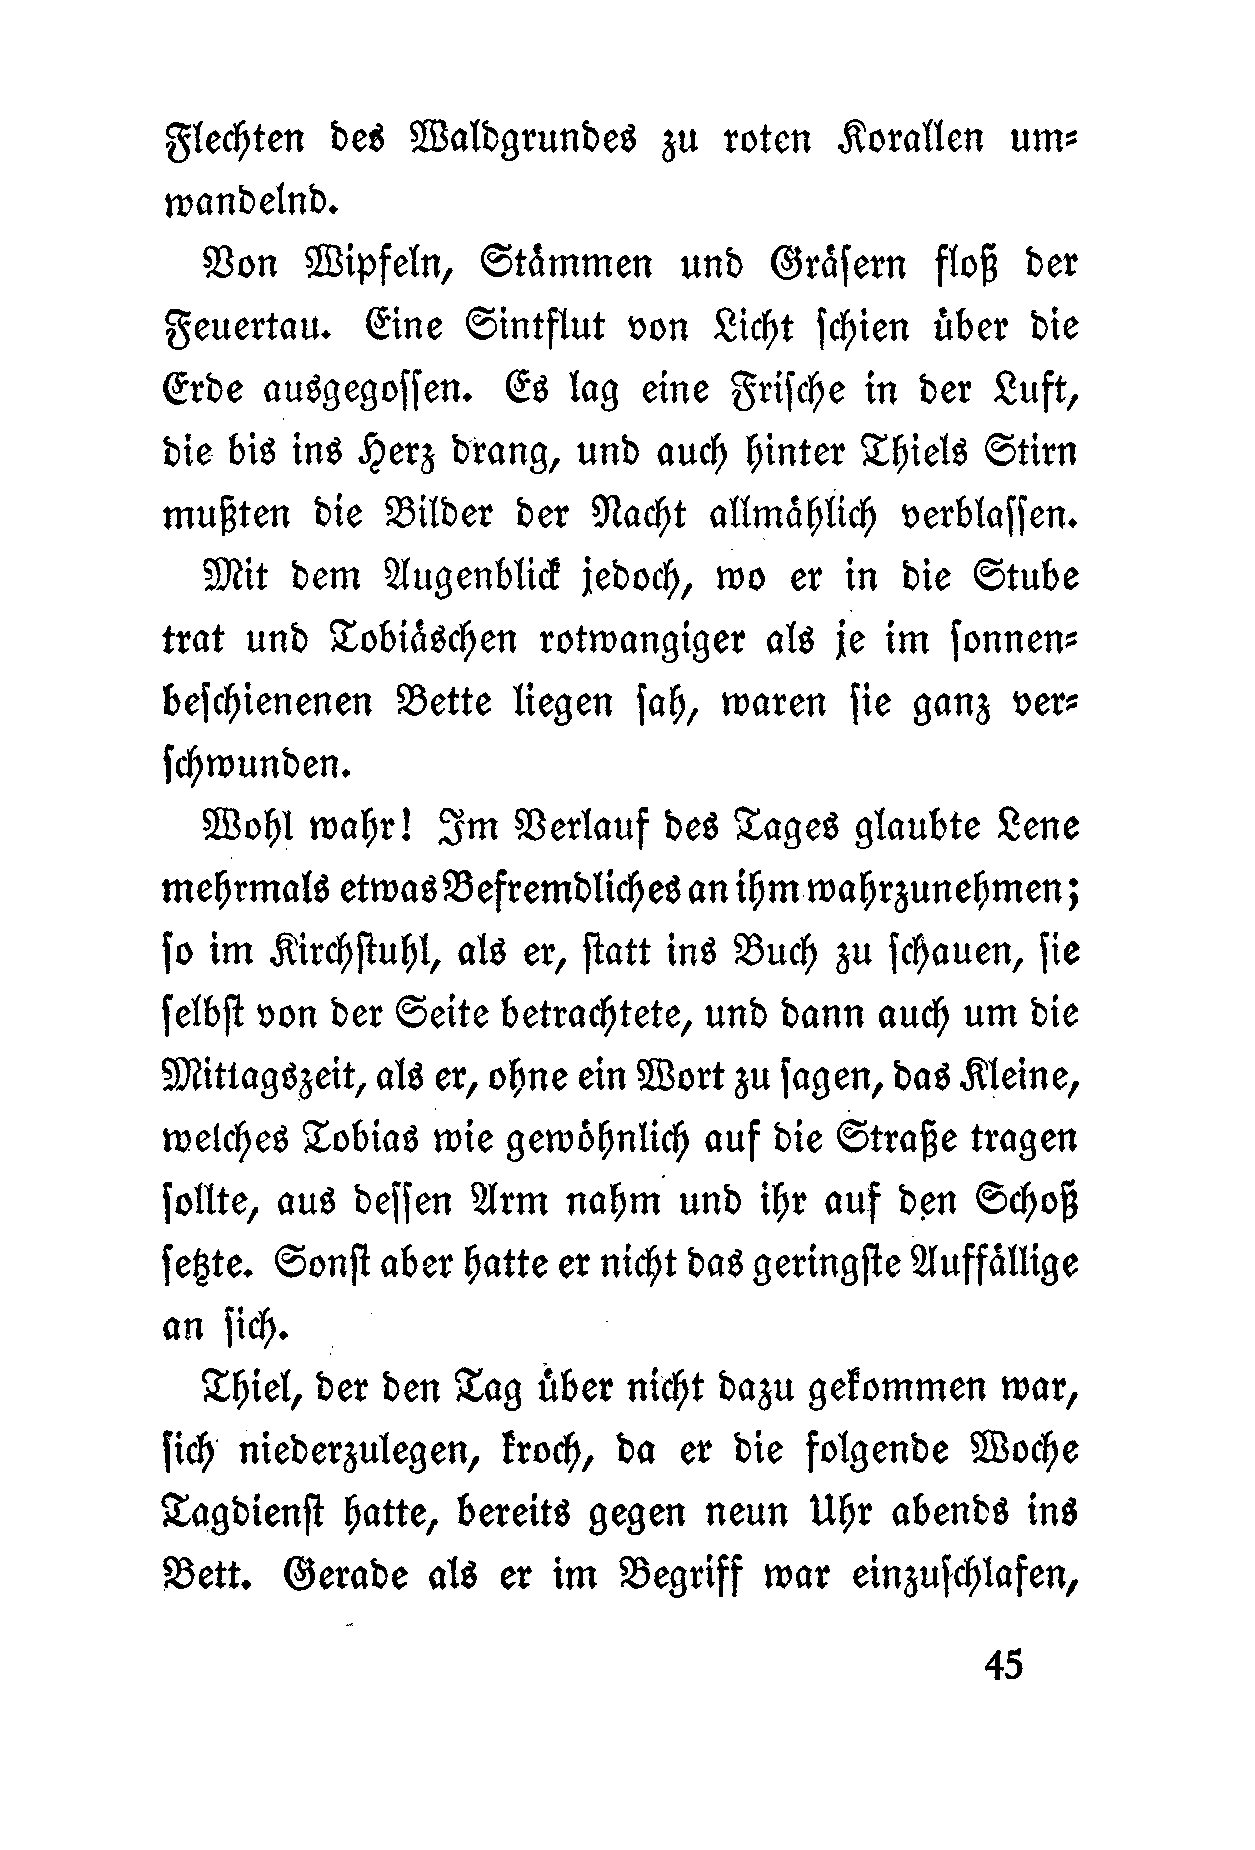 Flechten des Waldgrundes zu roten Korallen um⸗
wandelnd.
Von Wipfeln, Stämmen und Gräſern floß der
Feuertau. Eine Sintflut von Licht ſchien über die
Erde ausgegoſſen. Es lag eine Friſche in der Luft,
die bis ins Herz drang, und auch hinter Thiels Stirn
mußten die Bilder der Nacht allmählich verblaſſen.
Mit dem Augenblick jedoch, wo er in die Stube
trat und Tobiäschen rotwangiger als je im ſonnen⸗
beſchienenen Bette liegen ſah, waren ſie ganz ver⸗
ſchwunden.
Wohl wahr! Im Verlauf des Tages glaubte Lene
mehrmals etwas Befremdliches an ihm wahrzunehmen;
ſo im Kirchſtuhl, als er, ſtatt ins Buch zu ſchauen, ſie
ſelbſt von der Seite betrachtete, und dann auch um die
Mittagszeit, als er, ohne ein Wort zu ſagen, das Kleine,
welches Tobias wie gewöhnlich auf die Straße tragen
ſollte, aus deſſen Arm nahm und ihr auf den Schoß
ſetzte. Sonſt aber hatte er nicht das geringſte Auffällige
an ſich.
Thiel, der den Tag über nicht dazu gekommen war,
ſich niederzulegen, kroch, da er die folgende Woche
Tagdienſt hatte, bereits gegen neun Uhr abends ins
Bett. Gerade als er im Begriff war einzuſchlafen,
45